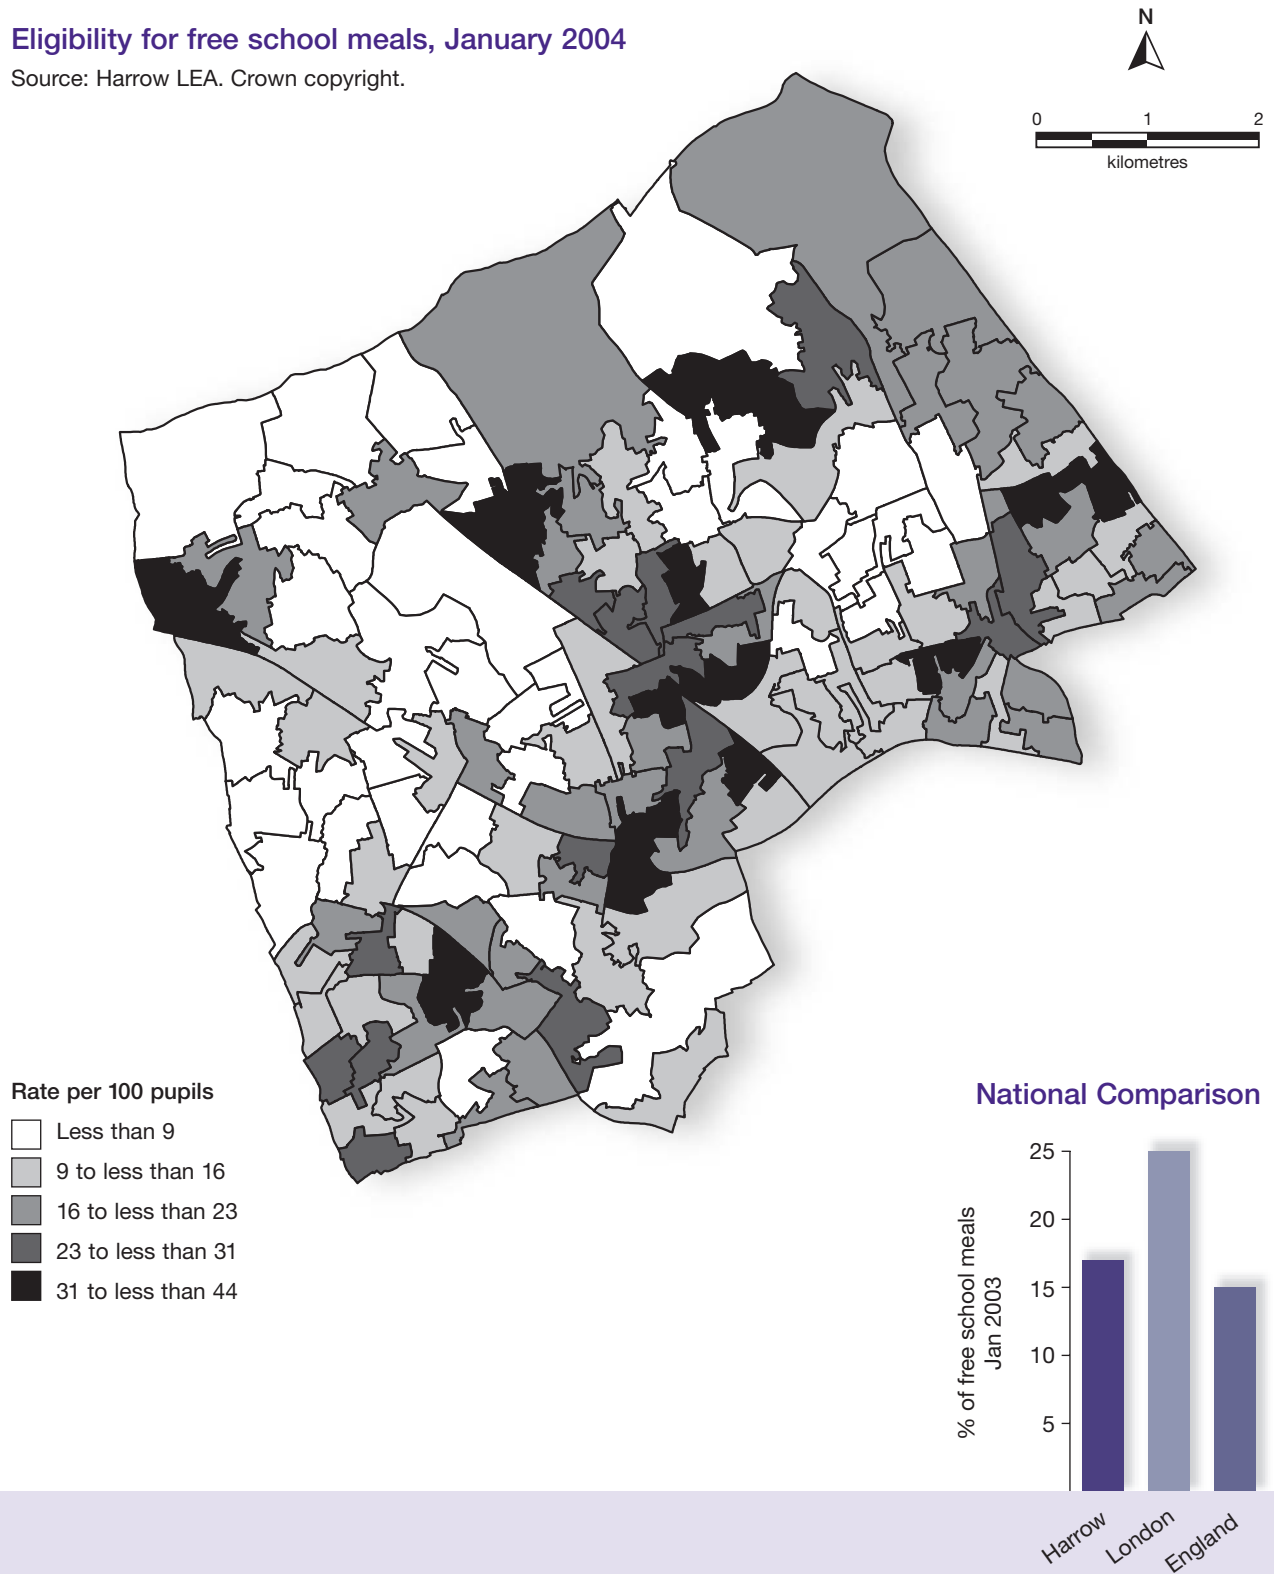 Eligibility for free school meals, January 2004
Source: Harrow LEA. Crown copyright.
N
0 1 2
kilometres
Rate per 100 pupils
Less than 9
9 to less than 16
16 to less than 23
23 to less than 31
31 to less than 44
National Comparison
% of free school meals
Jan 2003
25
20
15
10
5
Harrow
London
England